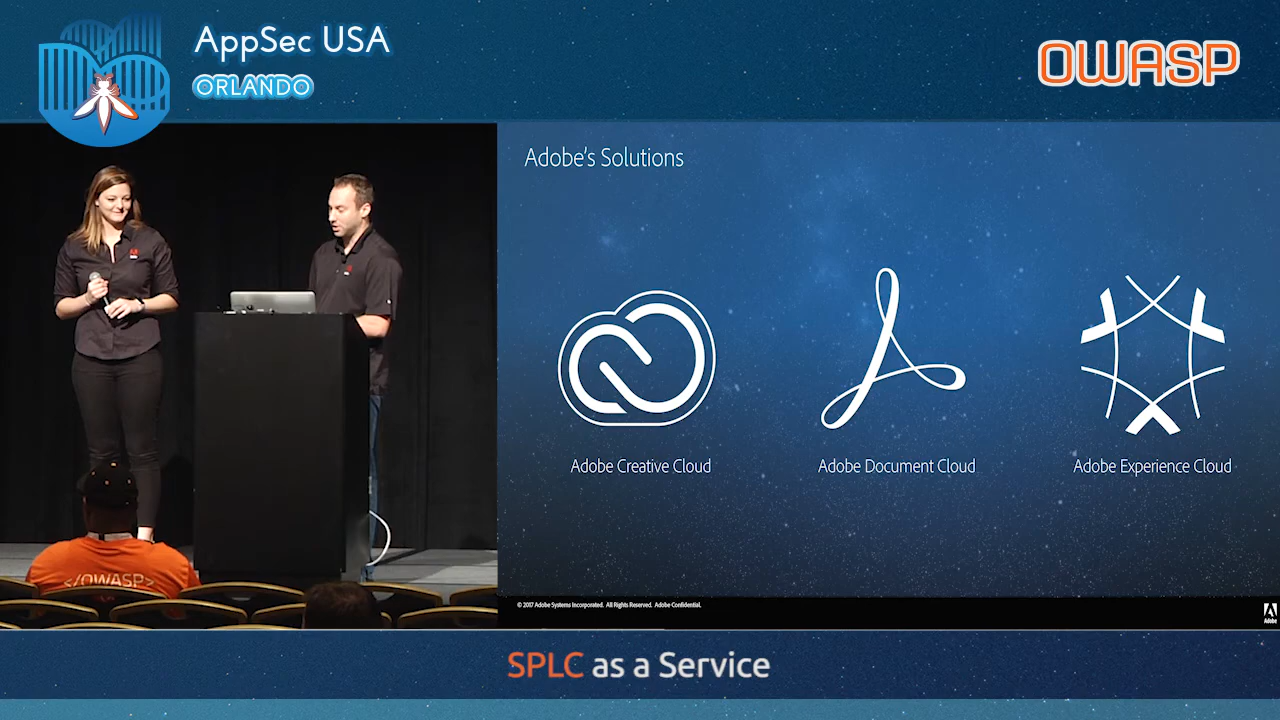 AppSec USA
ORLANDO
OWASP
Adobe's Solutions
Adobe Creative Cloud
Adobe Document Cloud
Adobe Experience Cloud
</OWASP>
© 2017 Adobe Systems Incorporated. All Rights Reserved. Adobe Confidential.
Adobe
SPLC as a Service